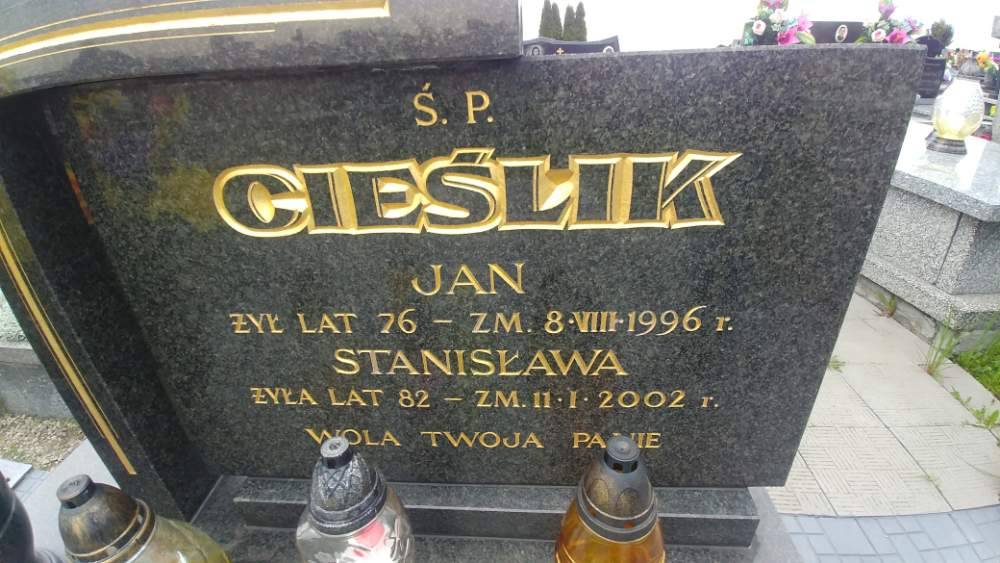 Ś. P.
CIEŚLIK
JAN
ŻYŁ LAT 76 – ZM. 8·VIII·1996 r.
STANISŁAWA
ŻYŁA LAT 82 – ZM. 11·I·2002 r.
WOLA TWOJA PANIE